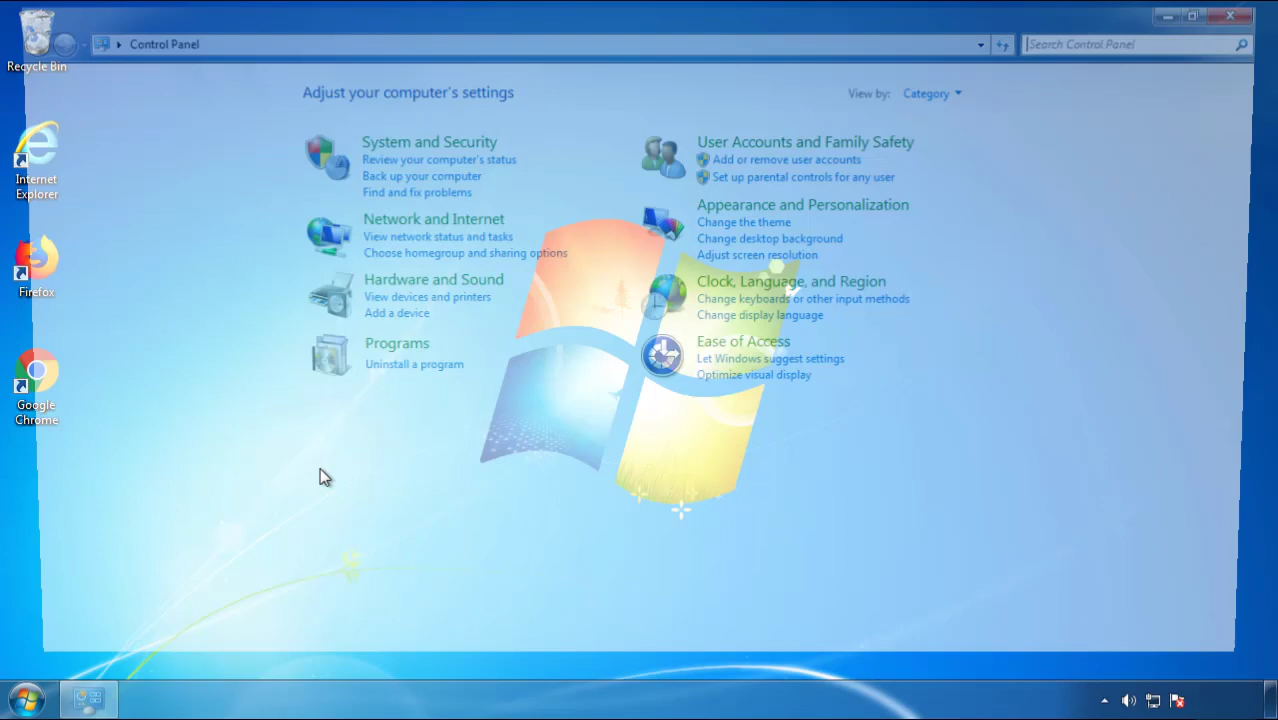 Recycle Bin
Internet
Explorer
Firefox
Google
Chrome
Control Panel
Search Control Panel
Adjust your computer's settings
View by: Category
System and Security
Review your computer's status
Back up your computer
Find and fix problems
Network and Internet
View network status and tasks
Choose homegroup and sharing options
Hardware and Sound
View devices and printers
Add a device
Programs
Uninstall a program
User Accounts and Family Safety
Add or remove user accounts
Set up parental controls for any user
Appearance and Personalization
Change the theme
Change desktop background
Adjust screen resolution
Clock, Language, and Region
Change keyboards or other input methods
Change display language
Ease of Access
Let Windows suggest settings
Optimize visual display